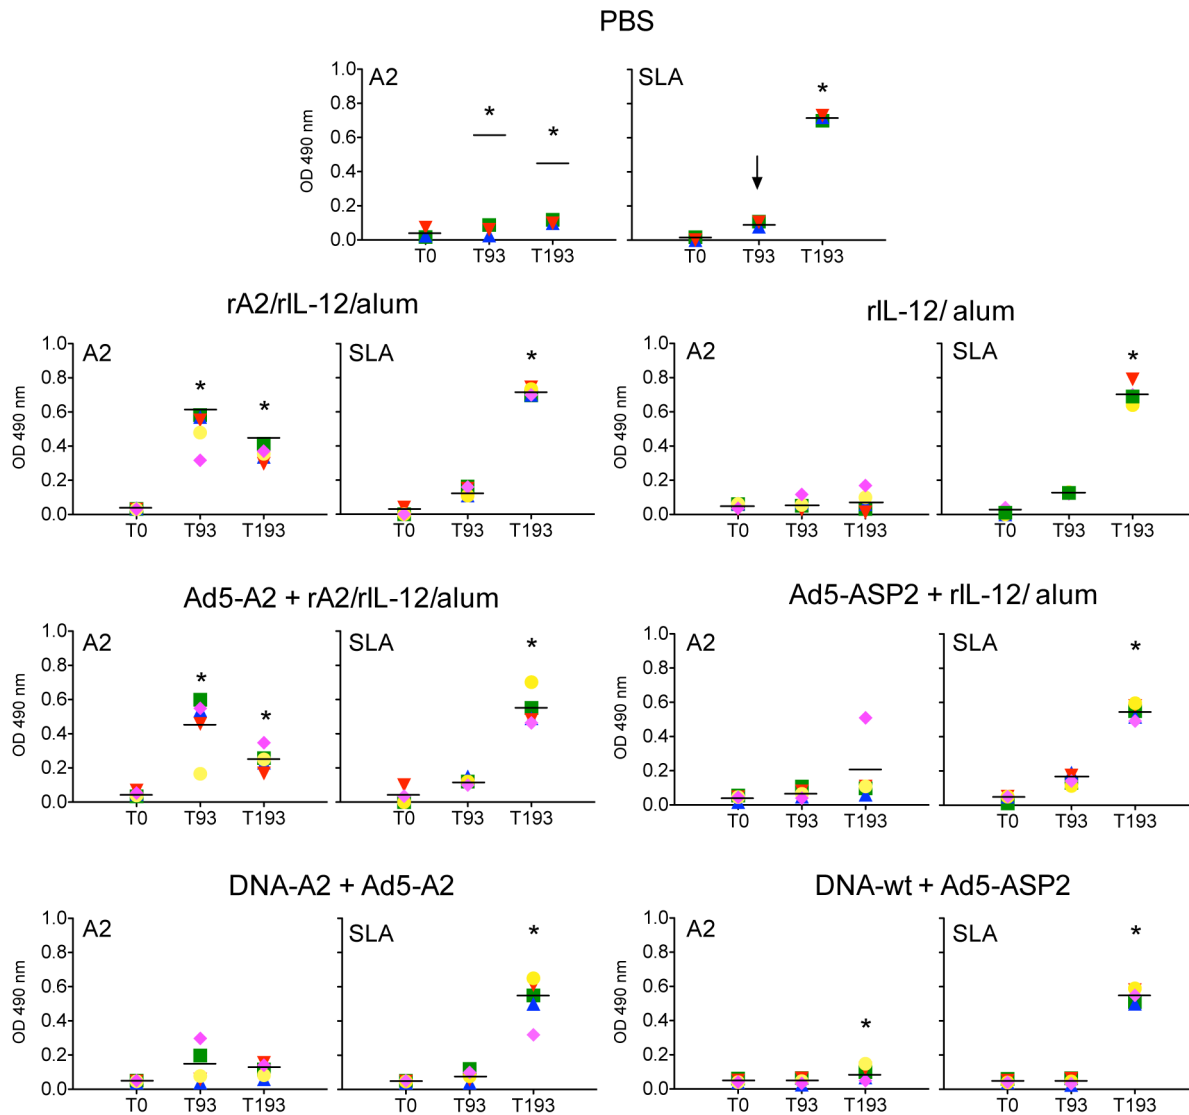 PBS
A2
SLA
OD 490 nm
1.0
0.8
0.6
0.4
0.2
0.0
*
*
*
T0 T93 T193
T0 T93 T193
rA2/rIL-12/alum
rIL-12/ alum
A2
SLA
OD 490 nm
1.0
0.8
0.6
0.4
0.2
0.0
*
*
*
T0 T93 T193
T0 T93 T193
A2
SLA
OD 490 nm
1.0
0.8
0.6
0.4
0.2
0.0
*
T0 T93 T193
T0 T93 T193
Ad5-A2 + rA2/rIL-12/alum
Ad5-ASP2 + rIL-12/ alum
A2
SLA
OD 490 nm
1.0
0.8
0.6
0.4
0.2
0.0
*
*
*
T0 T93 T193
T0 T93 T193
A2
SLA
OD 490 nm
1.0
0.8
0.6
0.4
0.2
0.0
*
T0 T93 T193
T0 T93 T193
DNA-A2 + Ad5-A2
DNA-wt + Ad5-ASP2
A2
SLA
OD 490 nm
1.0
0.8
0.6
0.4
0.2
0.0
*
T0 T93 T193
T0 T93 T193
A2
SLA
OD 490 nm
1.0
0.8
0.6
0.4
0.2
0.0
*
*
T0 T93 T193
T0 T93 T193